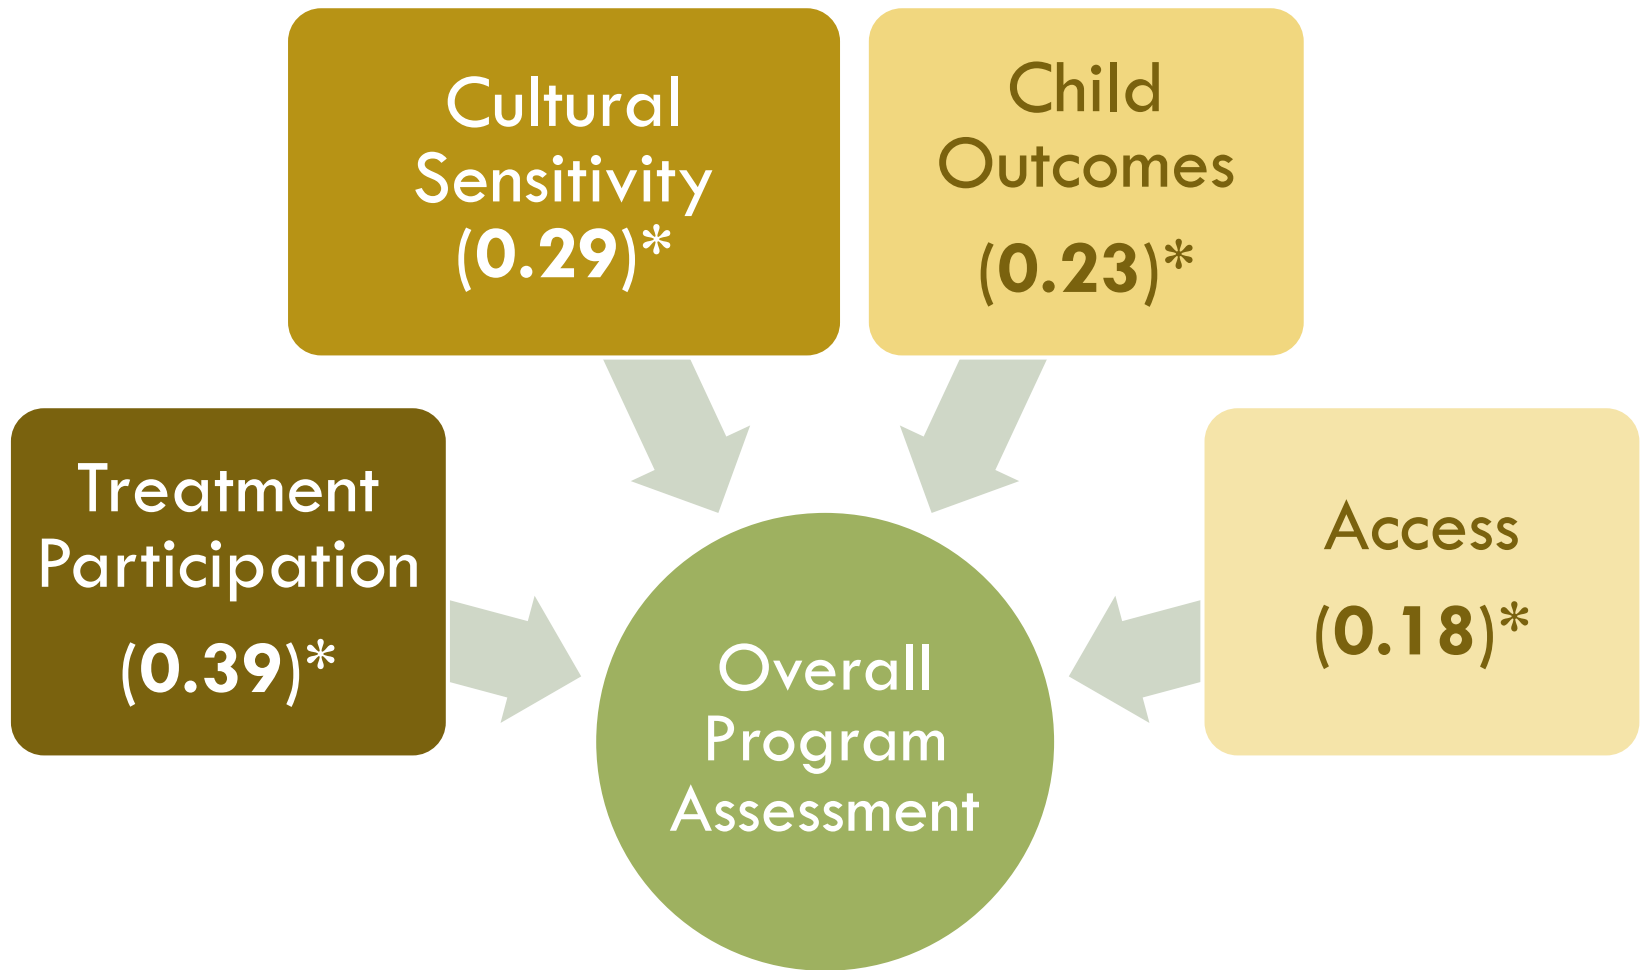 Cultural
Sensitivity
(0.29)*
Child
Outcomes
(0.23)*
Treatment
Participation
(0.39)*
Access
(0.18)*
Overall
Program
Assessment